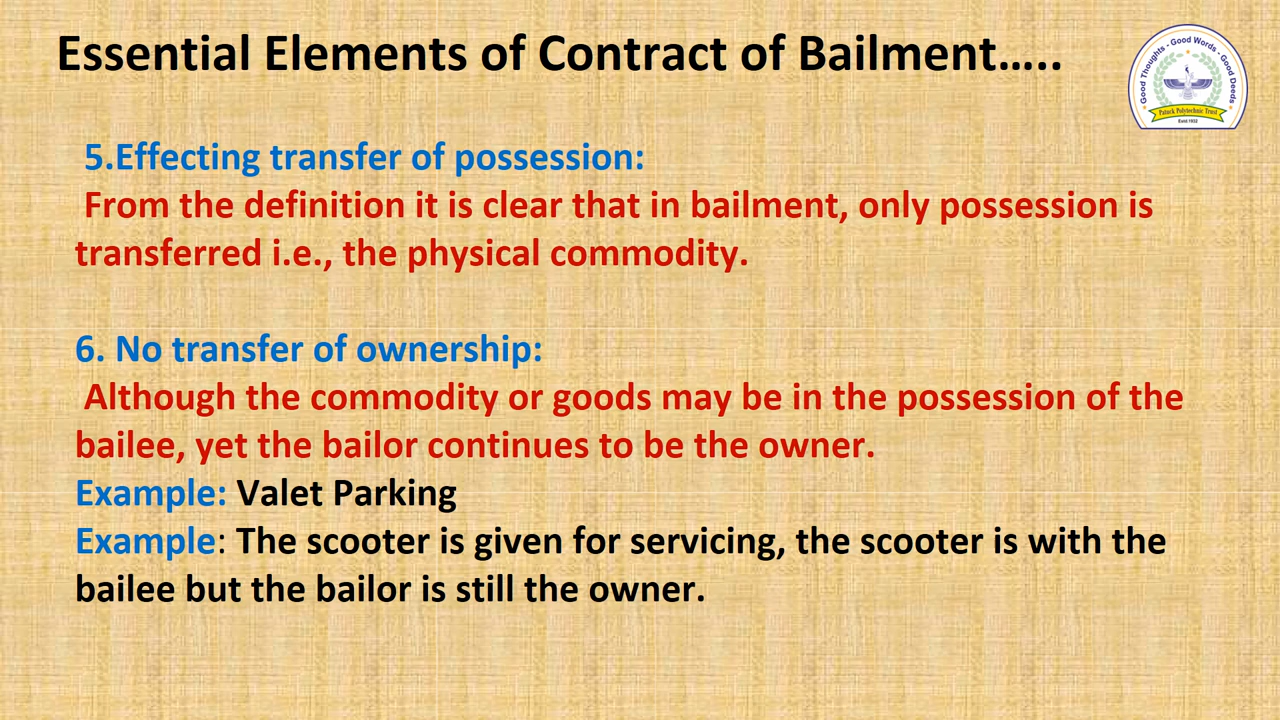 Essential Elements of Contract of Bailment…..
Good Thoughts - Good Words - Good Deeds
Patuck Polytechnic Trust
Estd 1932
5.Effecting transfer of possession:
From the definition it is clear that in bailment, only possession is
transferred i.e., the physical commodity.
6. No transfer of ownership:
Although the commodity or goods may be in the possession of the
bailee, yet the bailor continues to be the owner.
Example: Valet Parking
Example: The scooter is given for servicing, the scooter is with the
bailee but the bailor is still the owner.